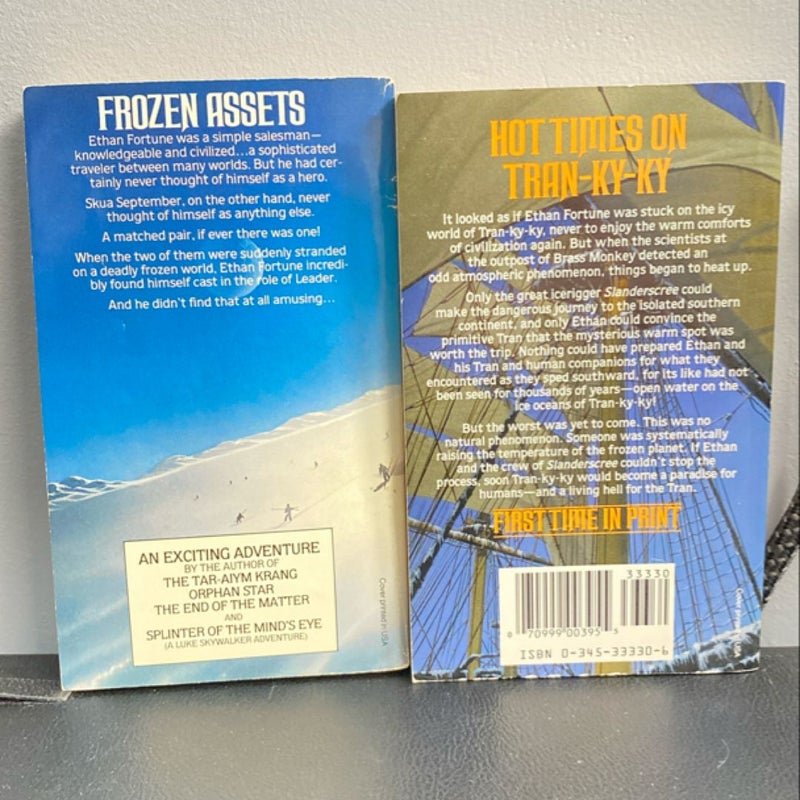 FROZEN ASSETS
Ethan Fortune was a simple salesman—
knowledgeable and civilized...a sophisticated
traveler between many worlds. But he had cer-
tainly never thought of himself as a hero.
Skua September, on the other hand, never
thought of himself as anything else.
A matched pair, if ever there was one!
When the two of them were suddenly stranded
on a deadly frozen world, Ethan Fortune incredi-
bly found himself cast in the role of Leader.
And he didn't find that at all amusing...
AN EXCITING ADVENTURE
BY THE AUTHOR OF
THE TAR-AIYM KRANG
ORPHAN STAR
THE END OF THE MATTER
AND
SPLINTER OF THE MIND'S EYE
(A LUKE SKYWALKER ADVENTURE)
Cover printed in USA
HOT TIMES ON
TRAN-KY-KY
It looked as if Ethan Fortune was stuck on the icy
world of Tran-ky-ky, never to enjoy the warm comforts
of civilization again. But when the scientists at
the outpost of Brass Monkey detected an
odd atmospheric phenomenon, things began to heat up.
Only the great icerigger Slanderscree could
make the dangerous journey to the isolated southern
continent, and only Ethan could convince the
primitive Tran that the mysterious warm spot was
worth the trip. Nothing could have prepared Ethan and
his Tran and human companions for what they
encountered as they sped southward, for its like had not
been seen for thousands of years—open water on the
ice oceans of Tran-ky-ky!
But the worst was yet to come. This was no
natural phenomenon. Someone was systematically
raising the temperature of the frozen planet. If Ethan
and the crew of Slanderscree couldn't stop the
process, soon Tran-ky-ky would become a paradise for
humans—and a living hell for the Tran.
FIRST TIME IN PRINT
33330
0 70999 00395 5
ISBN 0-345-33330-6
Cover printed in USA